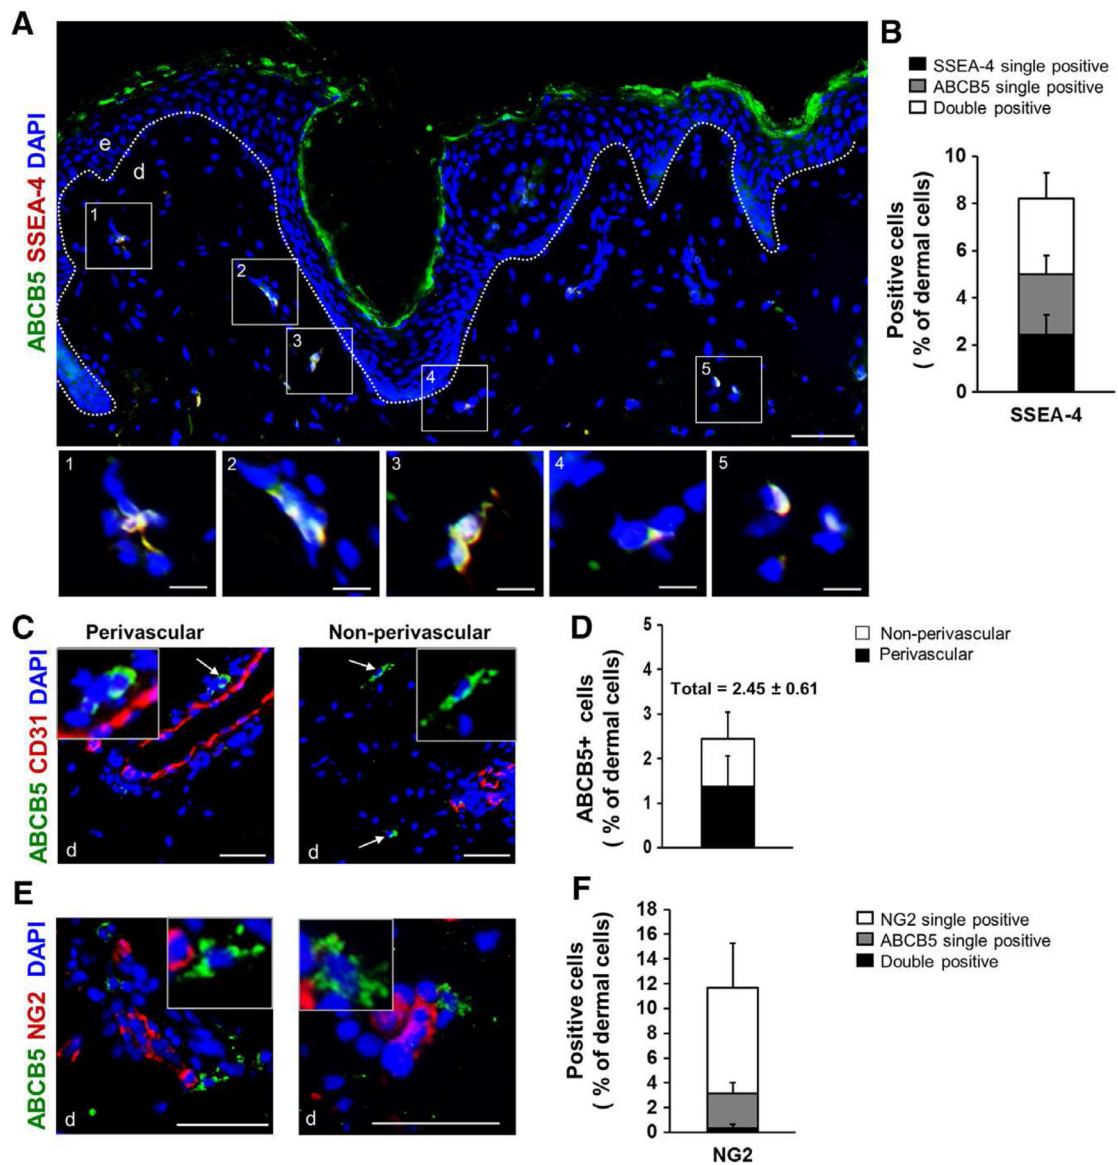 A
ABCB5 SSEA-4 DAPI
e
d
1
2
3
4
5
1
2
3
4
5
B
SSEA-4 single positive
ABCB5 single positive
Double positive
Positive cells
( % of dermal cells)
10
8
6
4
2
0
SSEA-4
C
ABCB5 CD31 DAPI
Perivascular
Non-perivascular
d
d
D
ABCB5+ cells
( % of dermal cells)
5
4
3
2
1
0
Total = 2.45 ± 0.61
Non-perivascular
Perivascular
E
ABCB5 NG2 DAPI
d
d
F
Positive cells
( % of dermal cells)
18
16
14
12
10
8
6
4
2
0
NG2
NG2 single positive
ABCB5 single positive
Double positive